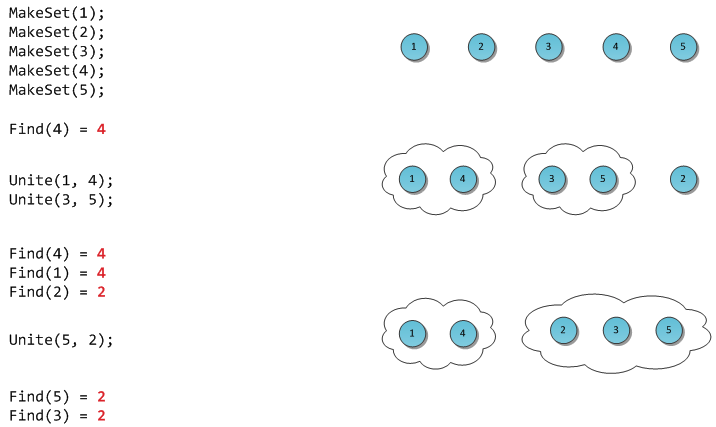 MakeSet(1);
MakeSet(2);
MakeSet(3);
MakeSet(4);
MakeSet(5);
1 2 3 4 5
Find(4) = 4
Unite(1, 4);
Unite(3, 5);
1 4 3 5 2
Find(4) = 4
Find(1) = 4
Find(2) = 2
Unite(5, 2);
1 4 2 3 5
Find(5) = 2
Find(3) = 2